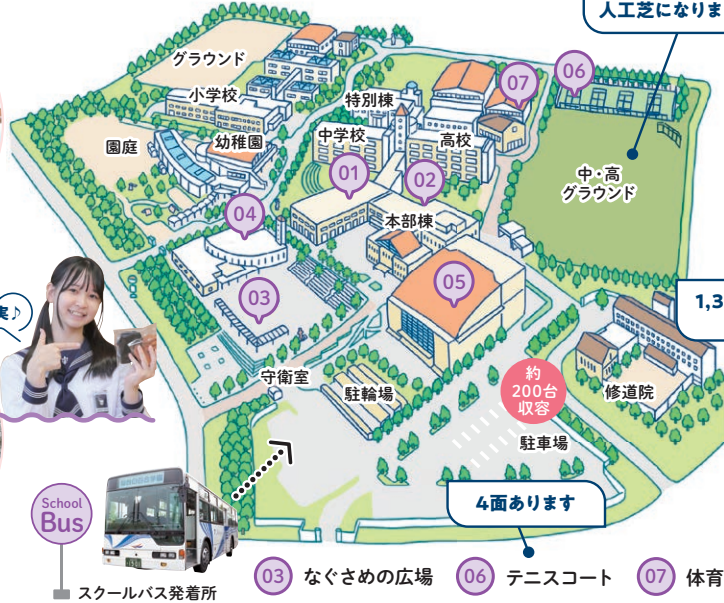 人工芝になりま
グラウンド
06
07
小学校
特別棟
園庭
幼稚園
中学校
高校
中・高
グラウンド
01
02
04
本部棟
03
05
1,3
実♪
守衛室
駐輪場
約
200台
収容
修道院
駐車場
4面あります
School
Bus
スクールバス発着所
03 なぐさめの広場 06 テニスコート 07 体育